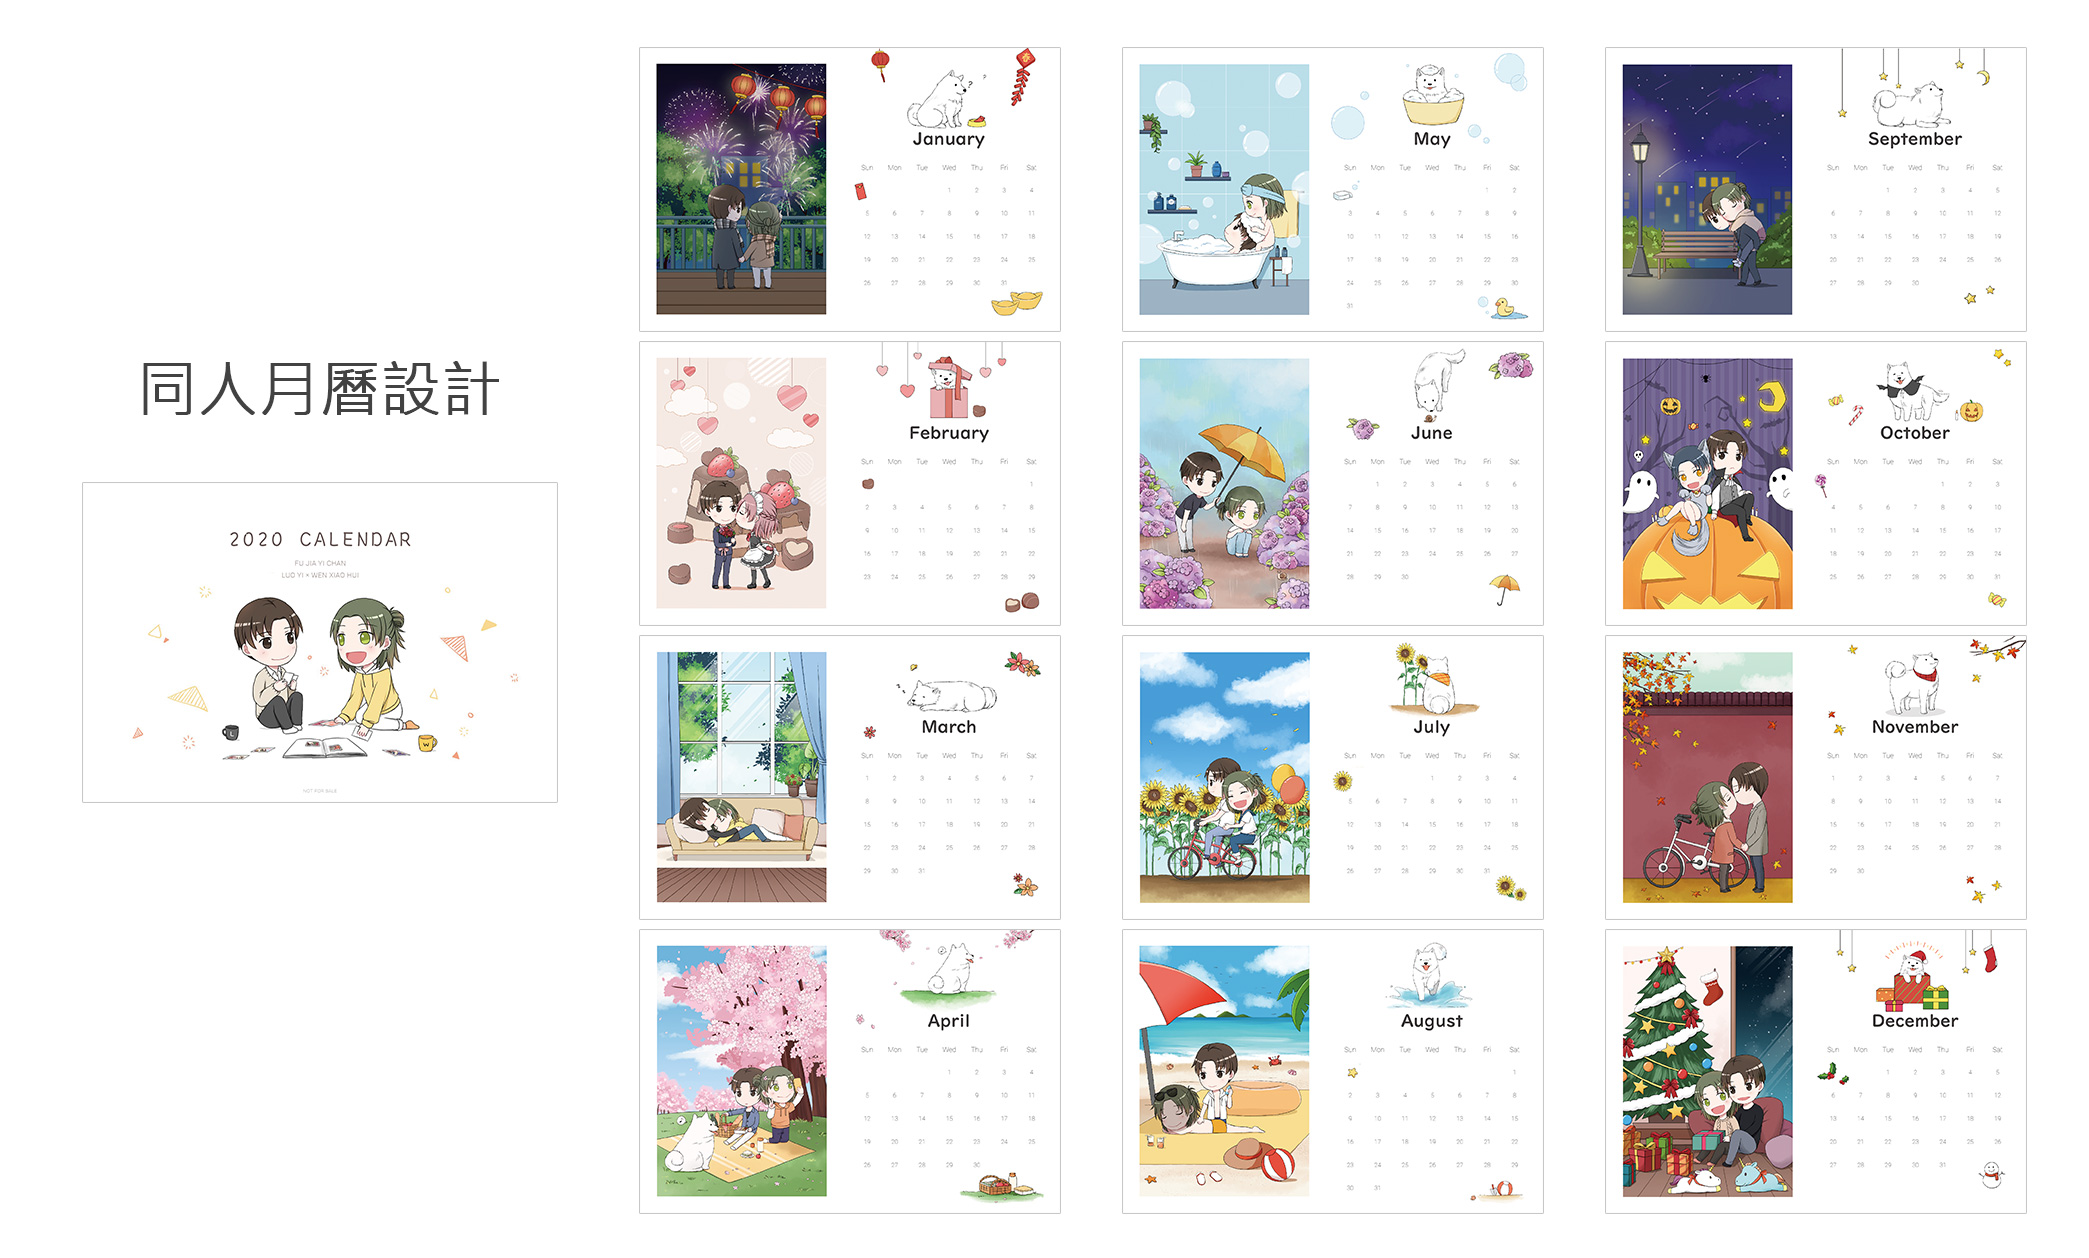 同人月曆設計
2020 CALENDAR
FU JIA YI CHAN
LUO YI × WEN XIAO HUI
L
W
NOT FOR SALE
January
Sun Mon Tue Wed Thu Fri Sat
1 2 3 4
5 6 7 8 9 10 11
12 13 14 15 16 17 18
19 20 21 22 23 24 25
26 27 28 29 30 31
February
Sun Mon Tue Wed Thu Fri Sat
1
2 3 4 5 6 7 8
9 10 11 12 13 14 15
16 17 18 19 20 21 22
23 24 25 26 27 28 29
March
Sun Mon Tue Wed Thu Fri Sat
1 2 3 4 5 6 7
8 9 10 11 12 13 14
15 16 17 18 19 20 21
22 23 24 25 26 27 28
29 30 31
April
Sun Mon Tue Wed Thu Fri Sat
1 2 3 4
5 6 7 8 9 10 11
12 13 14 15 16 17 18
19 20 21 22 23 24 25
26 27 28 29 30
May
Sun Mon Tue Wed Thu Fri Sat
1 2
3 4 5 6 7 8 9
10 11 12 13 14 15 16
17 18 19 20 21 22 23
24 25 26 27 28 29 30
31
June
Sun Mon Tue Wed Thu Fri Sat
1 2 3 4 5 6
7 8 9 10 11 12 13
14 15 16 17 18 19 20
21 22 23 24 25 26 27
28 29 30
July
Sun Mon Tue Wed Thu Fri Sat
1 2 3 4
5 6 7 8 9 10 11
12 13 14 15 16 17 18
19 20 21 22 23 24 25
26 27 28 29 30 31
August
Sun Mon Tue Wed Thu Fri Sat
1
2 3 4 5 6 7 8
9 10 11 12 13 14 15
16 17 18 19 20 21 22
23 24 25 26 27 28 29
30 31
September
Sun Mon Tue Wed Thu Fri Sat
1 2 3 4 5
6 7 8 9 10 11 12
13 14 15 16 17 18 19
20 21 22 23 24 25 26
27 28 29 30
October
Sun Mon Tue Wed Thu Fri Sat
1 2 3
4 5 6 7 8 9 10
11 12 13 14 15 16 17
18 19 20 21 22 23 24
25 26 27 28 29 30 31
November
Sun Mon Tue Wed Thu Fri Sat
1 2 3 4 5 6 7
8 9 10 11 12 13 14
15 16 17 18 19 20 21
22 23 24 25 26 27 28
29 30
December
Sun Mon Tue Wed Thu Fri Sat
1 2 3 4 5
6 7 8 9 10 11 12
13 14 15 16 17 18 19
20 21 22 23 24 25 26
27 28 29 30 31